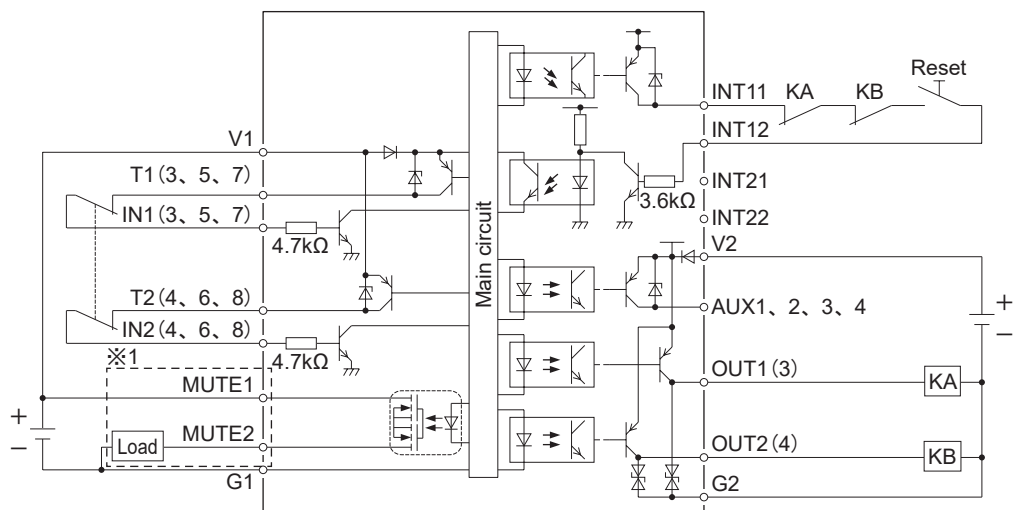 Reset
INT11
KA
KB
INT12
V1
T1(3、5、7)
IN1(3、5、7)
4.7kΩ
3.6kΩ
INT21
INT22
V2
Main circuit
T2(4、6、8)
IN2(4、6、8)
4.7kΩ
AUX1、2、3、4
+
−
※1
MUTE1
OUT1(3)
KA
+
−
Load
MUTE2
OUT2(4)
KB
G1
G2